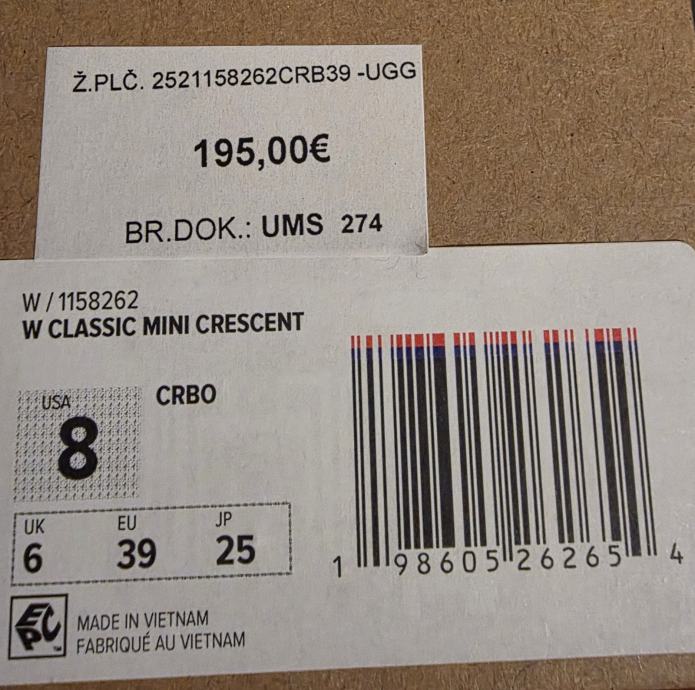 Ž.PLČ. 2521158262CRB39 -UGG
195,00€
BR.DOK.: UMS 274
W / 1158262
W CLASSIC MINI CRESCENT
CRBO
USA
8
UK EU JP
6 39 25
1 98605 26265 4
EPC™
MADE IN VIETNAM
FABRIQUÉ AU VIETNAM